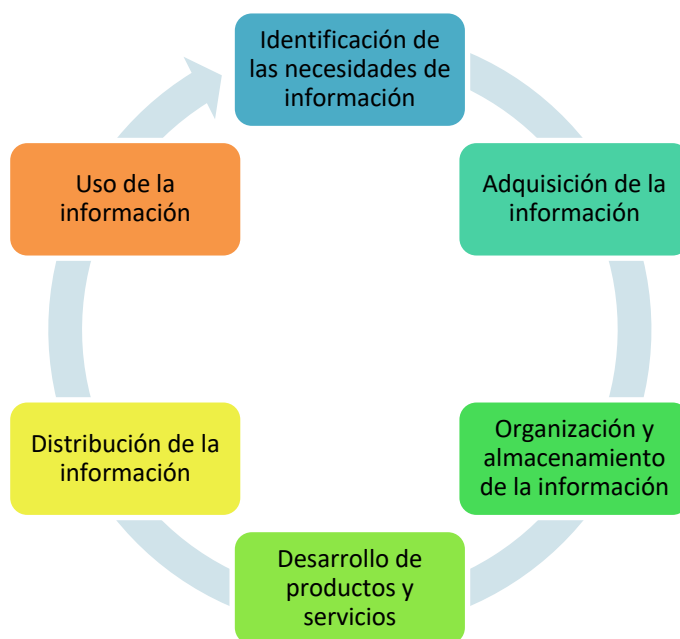 Identificación de
las necesidades de
información
Adquisición de la
información
Organización y
almacenamiento
de la información
Desarrollo de
productos y
servicios
Distribución de la
información
Uso de la
información